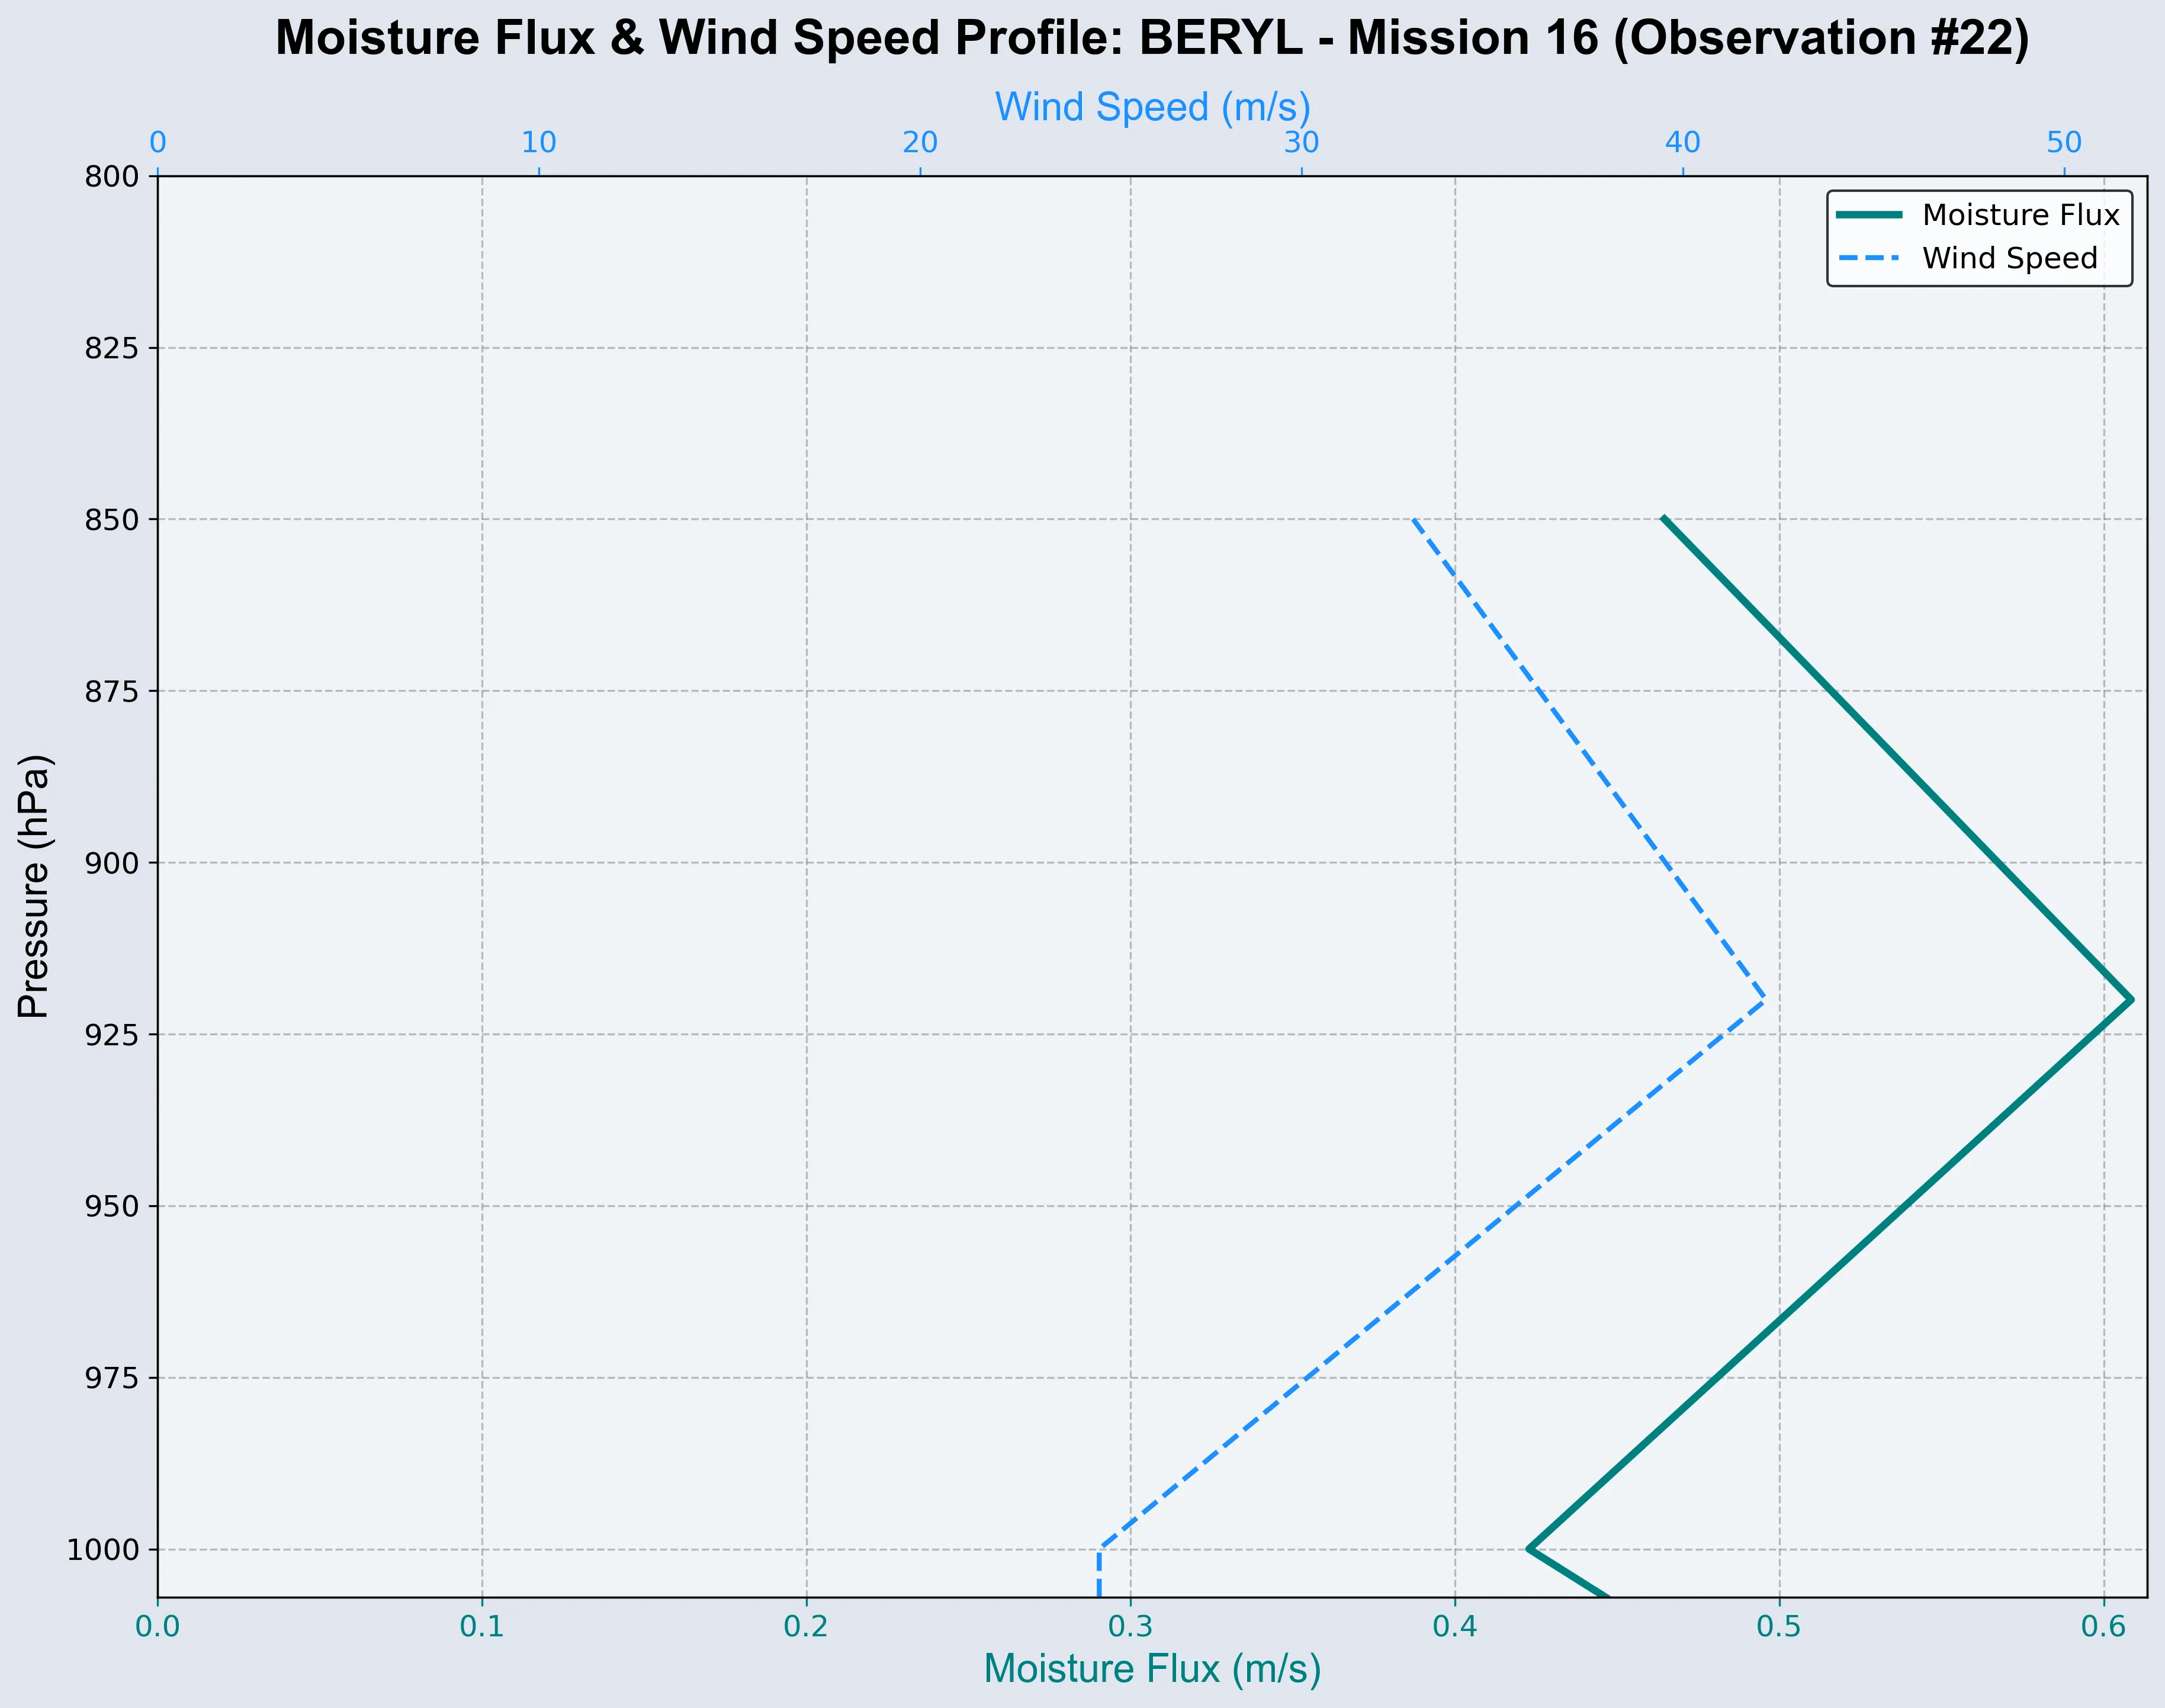 Moisture Flux & Wind Speed Profile: BERYL - Mission 16 (Observation #22)
Wind Speed (m/s)
0 10 20 30 40 50
Moisture Flux
Wind Speed
800
825
850
875
900
925
950
975
1000
Pressure (hPa)
0.0 0.1 0.2 0.3 0.4 0.5 0.6
Moisture Flux (m/s)